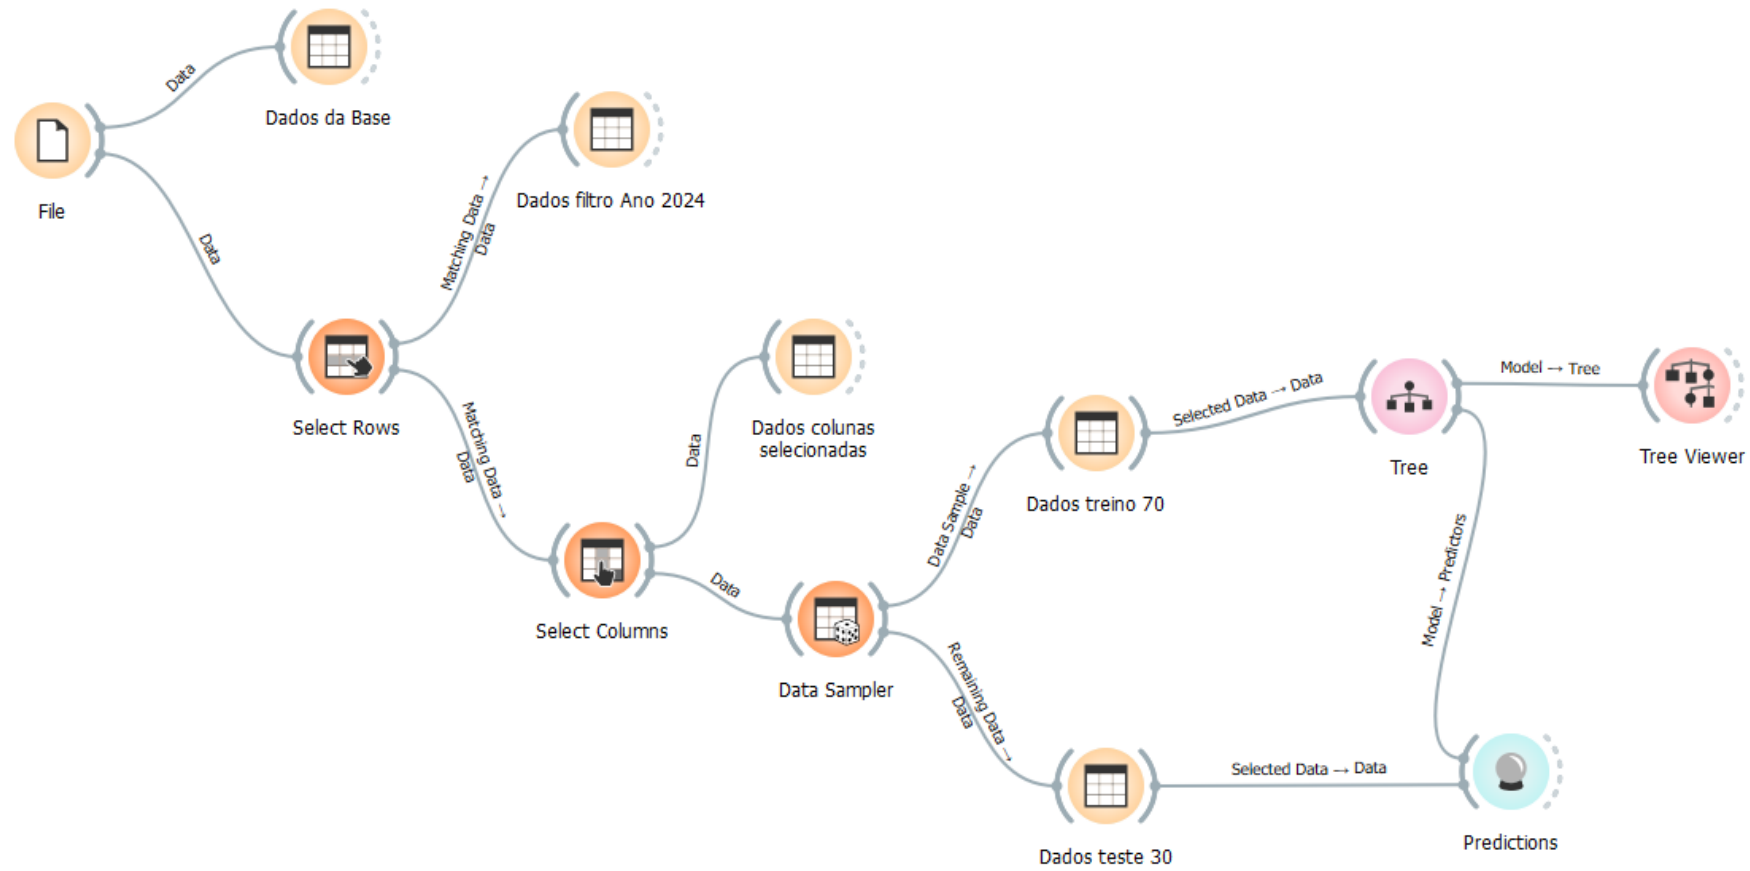 Data
Dados da Base
File
Data
Matching Data →
Data
Dados filtro Ano 2024
Select Rows
Matching Data →
Data
Data
Dados colunas
selecionadas
Select Columns
Data
Data Sampler
Data Sample →
Data
Dados treino 70
Selected Data → Data
Tree
Model → Tree
Tree Viewer
Model → Predictors
Remaining Data →
Data
Dados teste 30
Selected Data → Data
Predictions